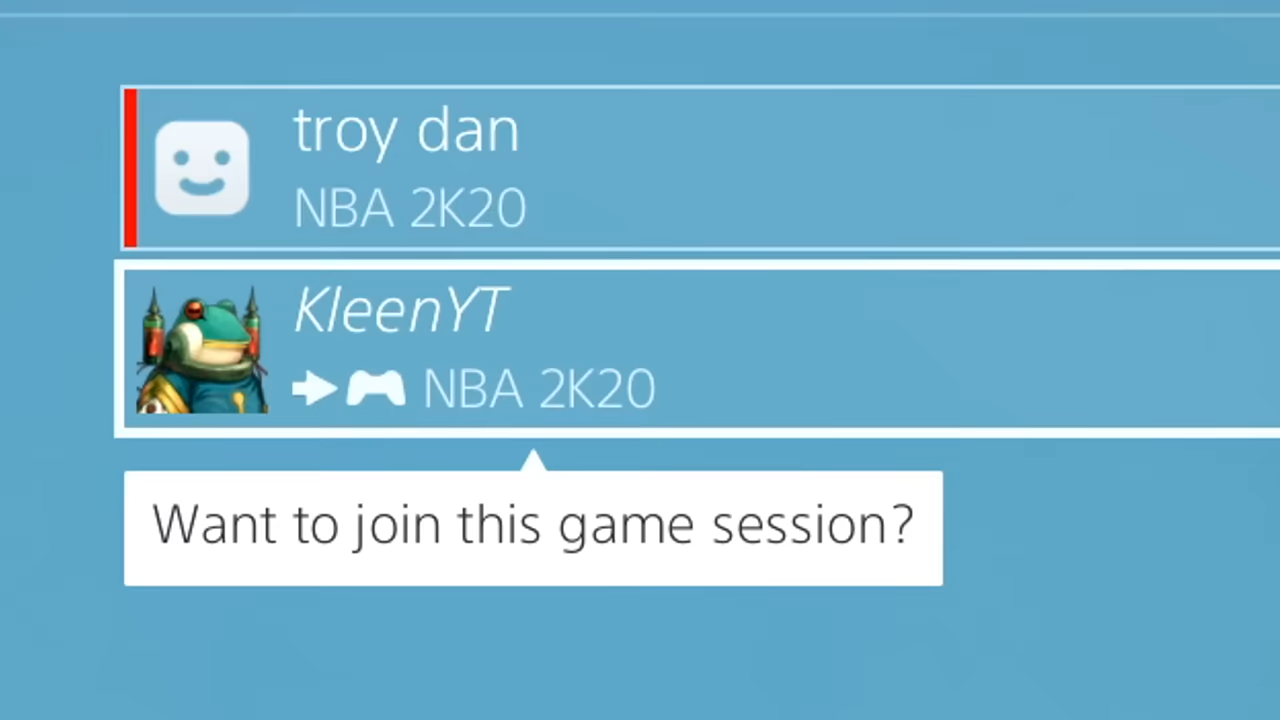 troy dan
NBA 2K20
KleenYT
NBA 2K20
Want to join this game session?